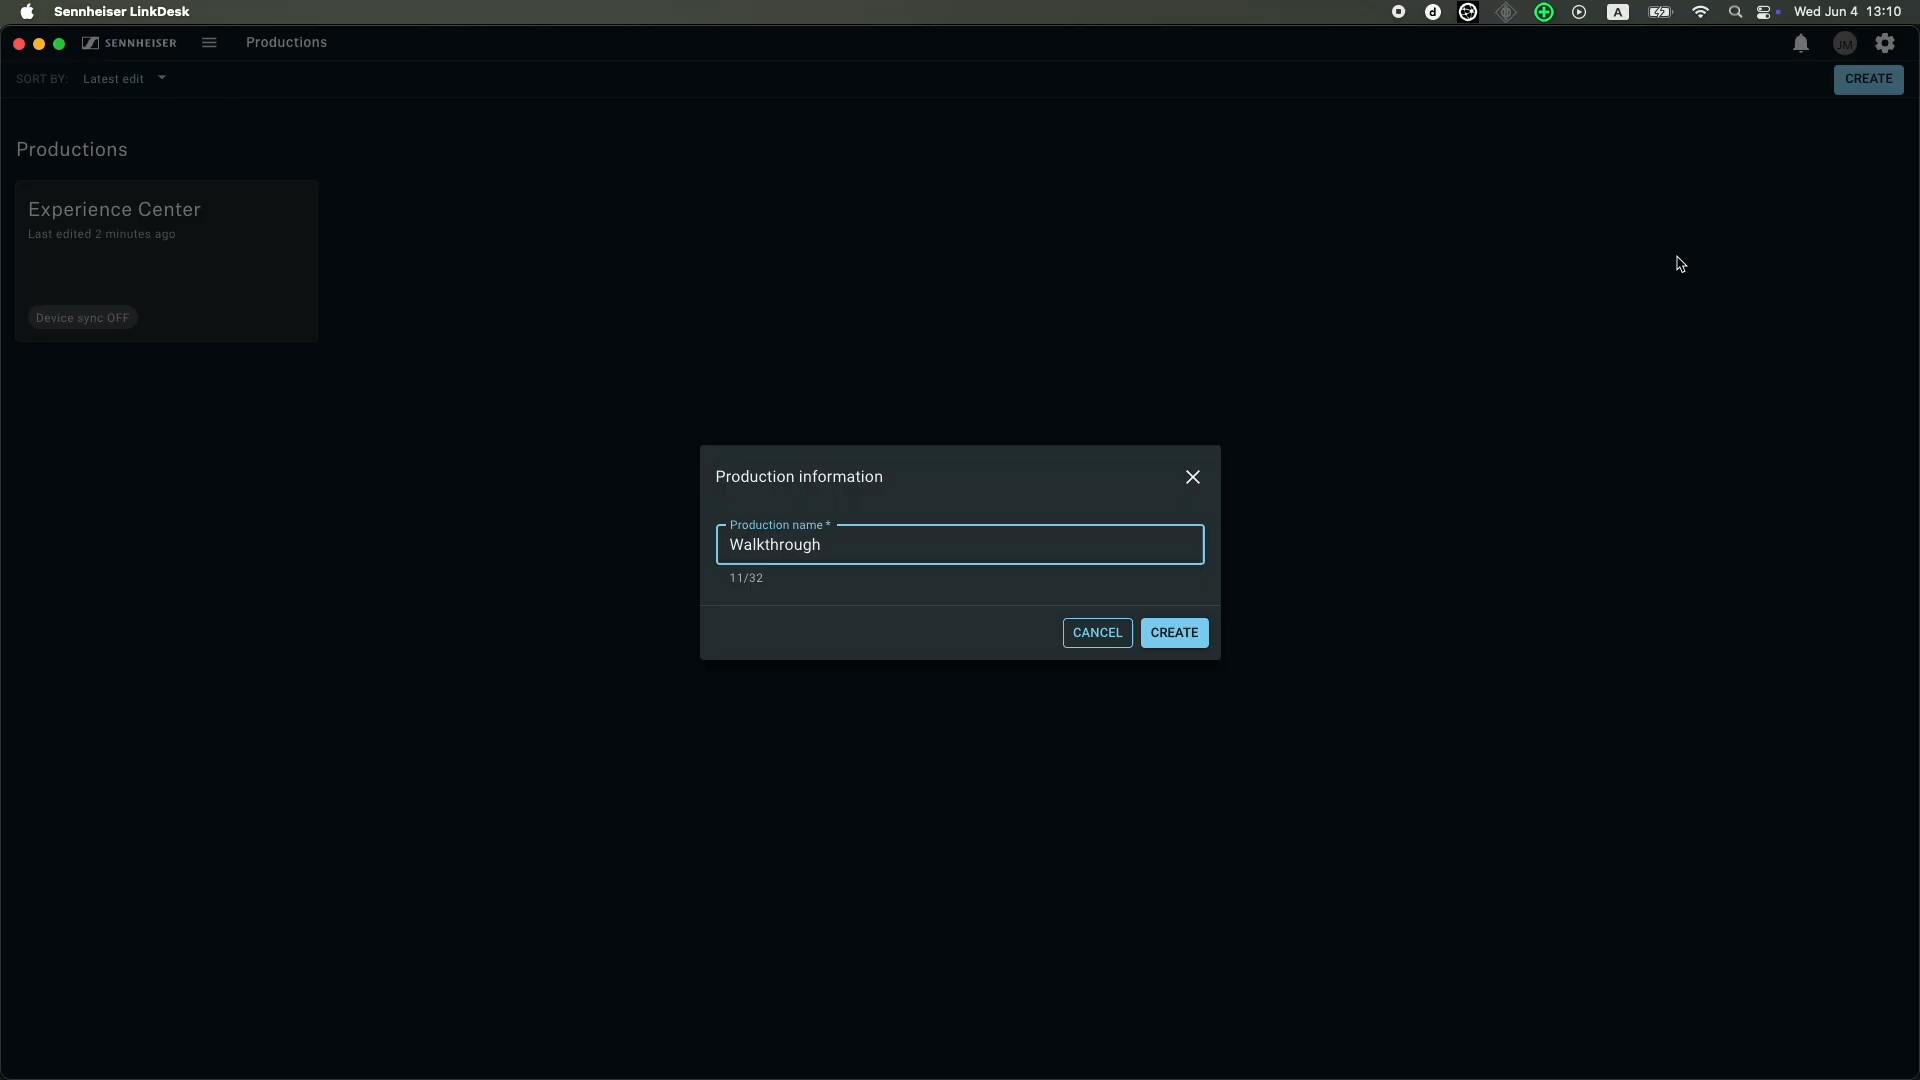 Sennheiser LinkDesk
A
Wed Jun 4 13:10
SENNHEISER
Productions
JM
SORT BY: Latest edit
CREATE
Productions
Experience Center
Last edited 2 minutes ago
Device sync OFF
Production information
Production name *
Walkthrough
11/32
CANCEL
CREATE